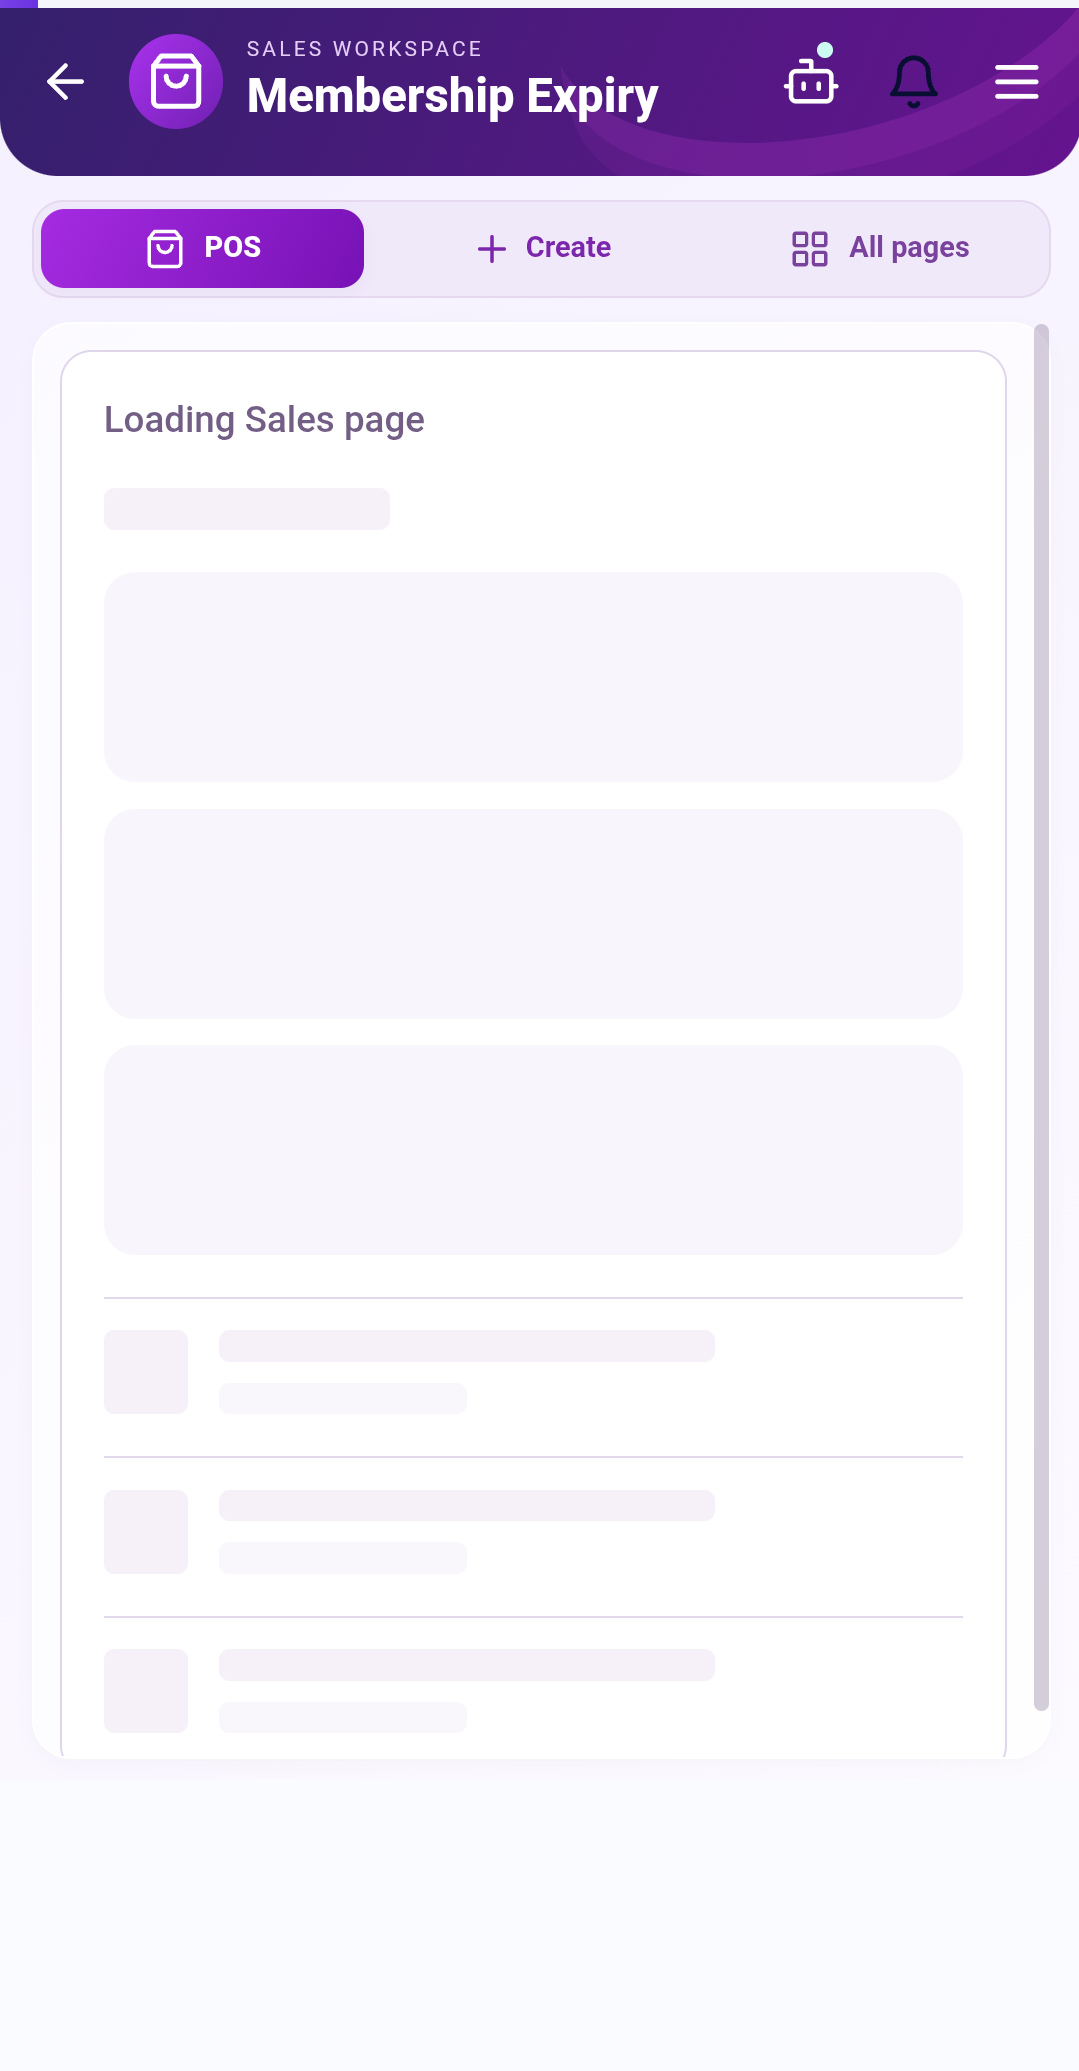 SALES WORKSPACE
Membership Expiry
POS
Create
All pages
Loading Sales page